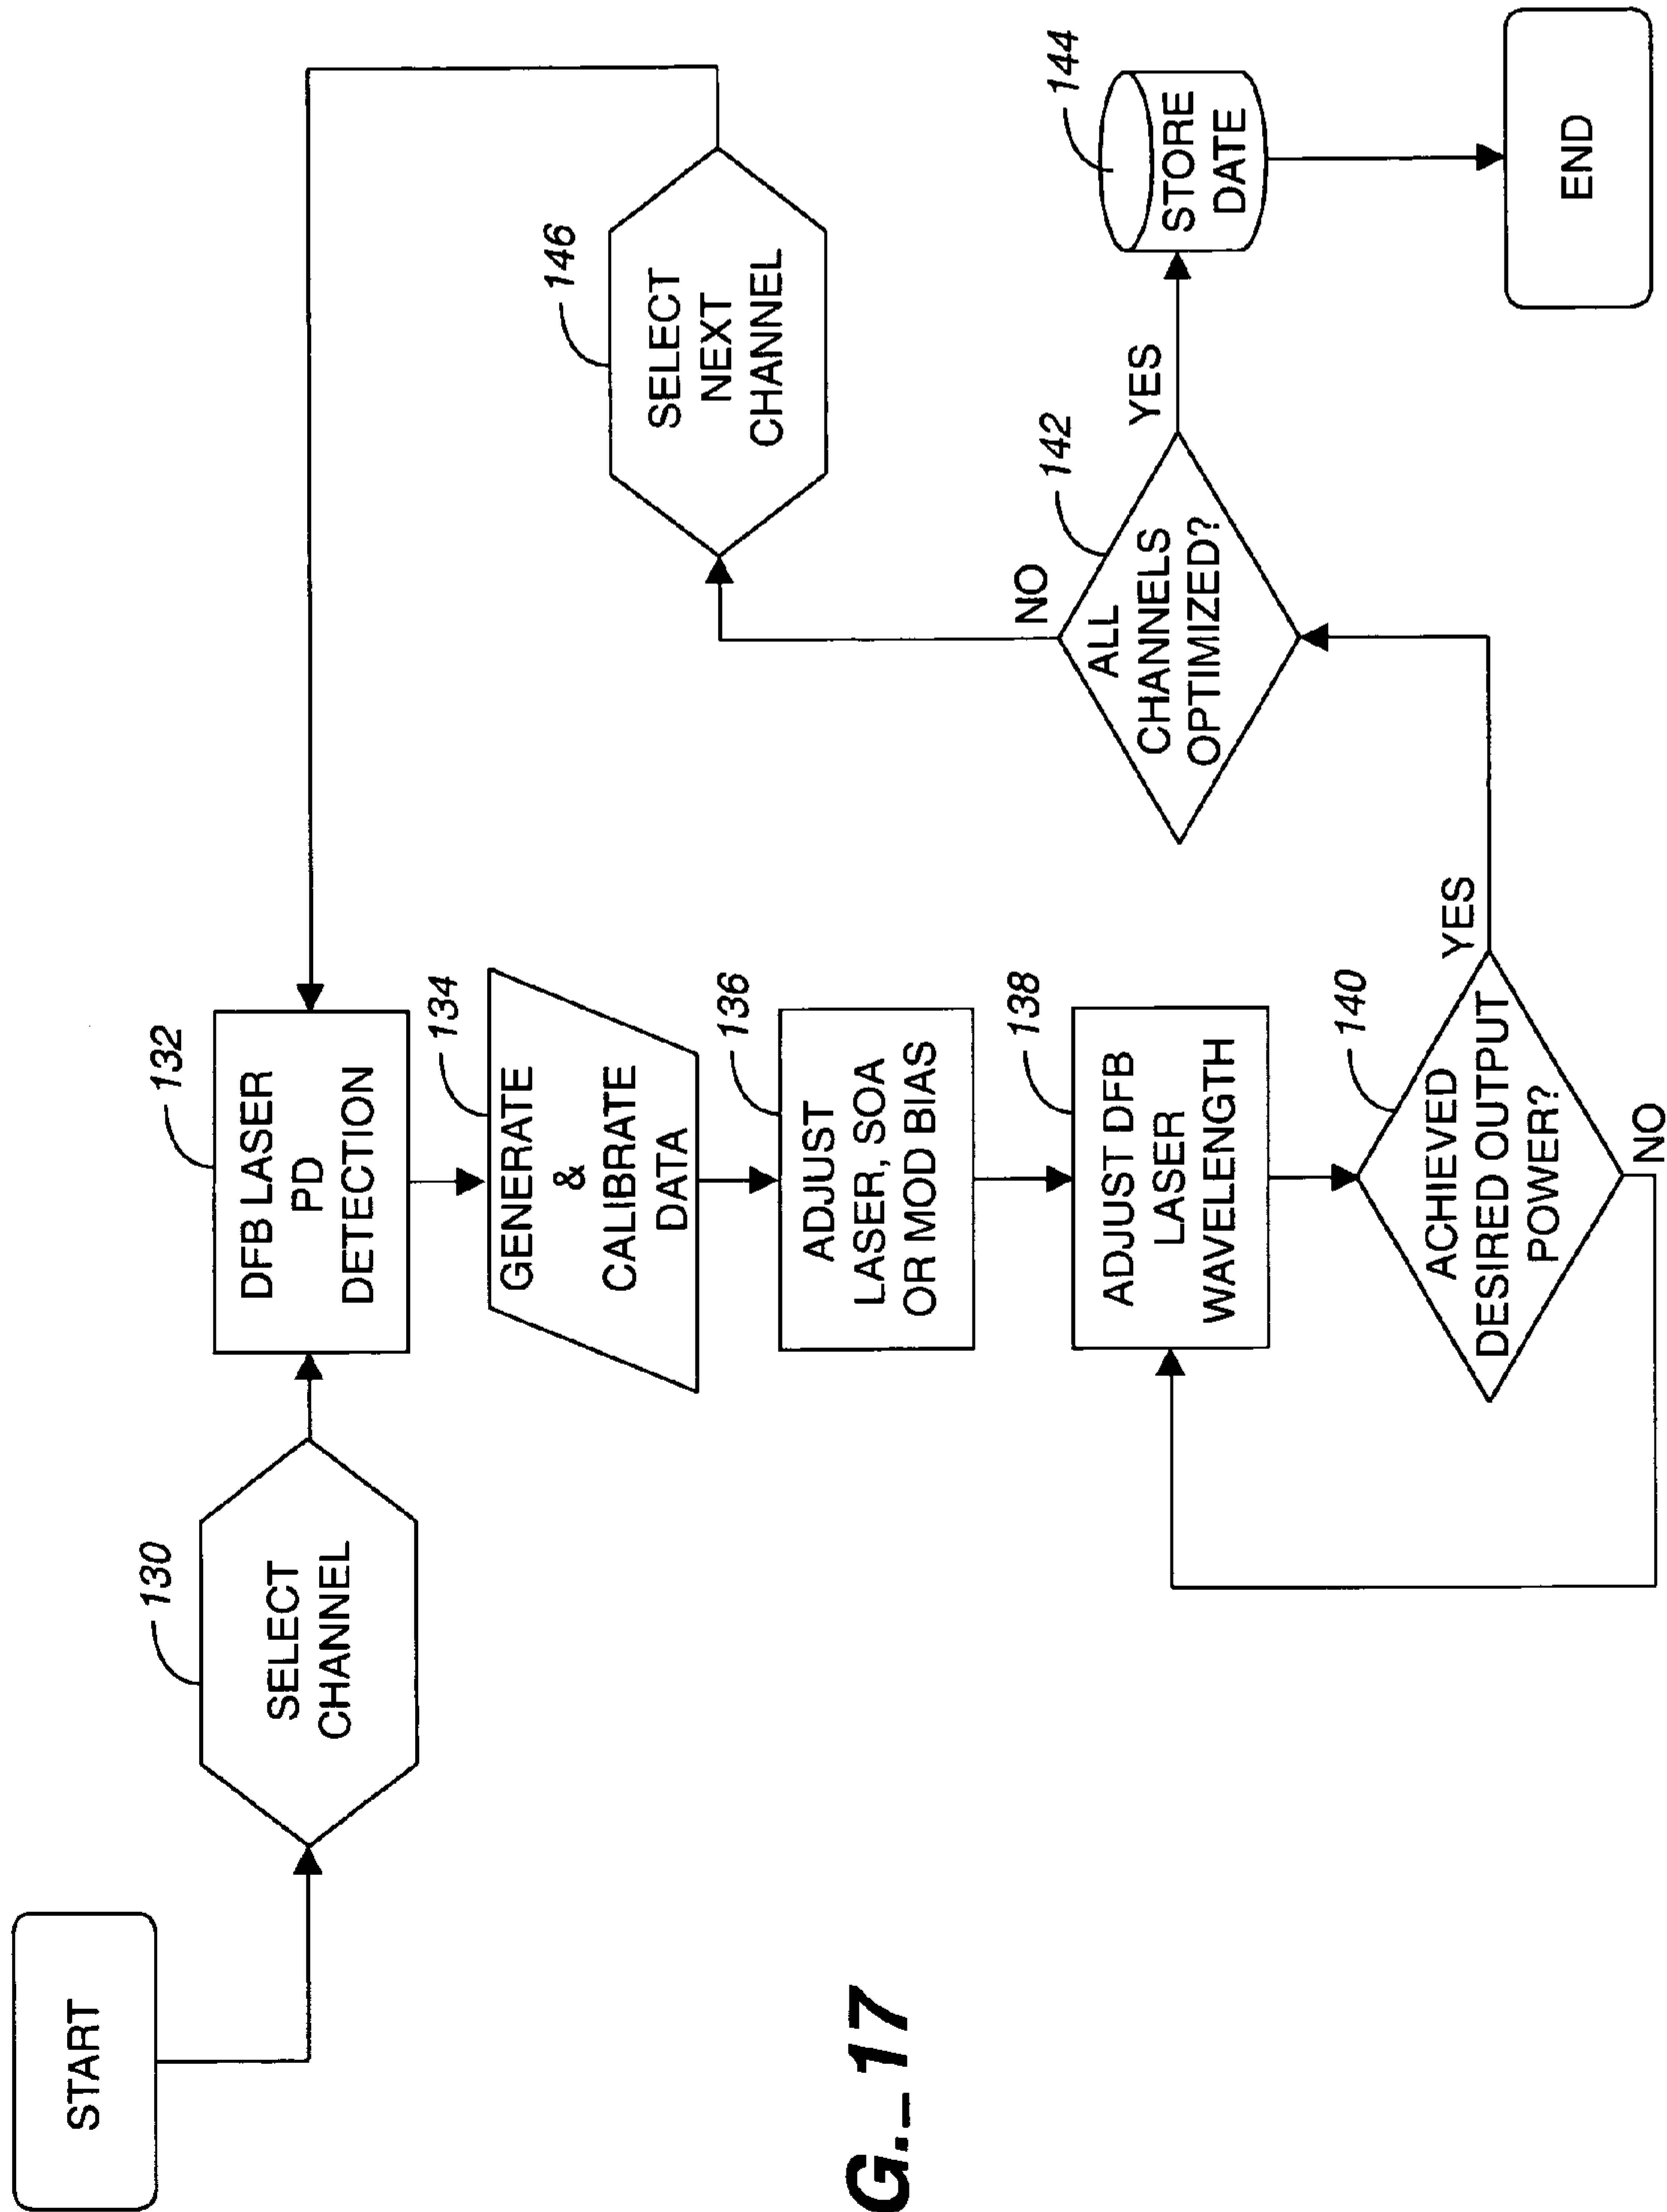 START
130
SELECT
CHANNEL
132
DFB LASER
PD
DETECTION
134
GENERATE
&
CALIBRATE
DATA
136
ADJUST
LASER, SOA
OR MOD BIAS
138
ADJUST DFB
LASER
WAVELENGTH
140
ACHIEVED
DESIRED OUTPUT
POWER?
NO
YES
142
ALL
CHANNELS
OPTIMIZED?
NO
YES
146
SELECT
NEXT
CHANNEL
144
STORE
DATE
END
G._17